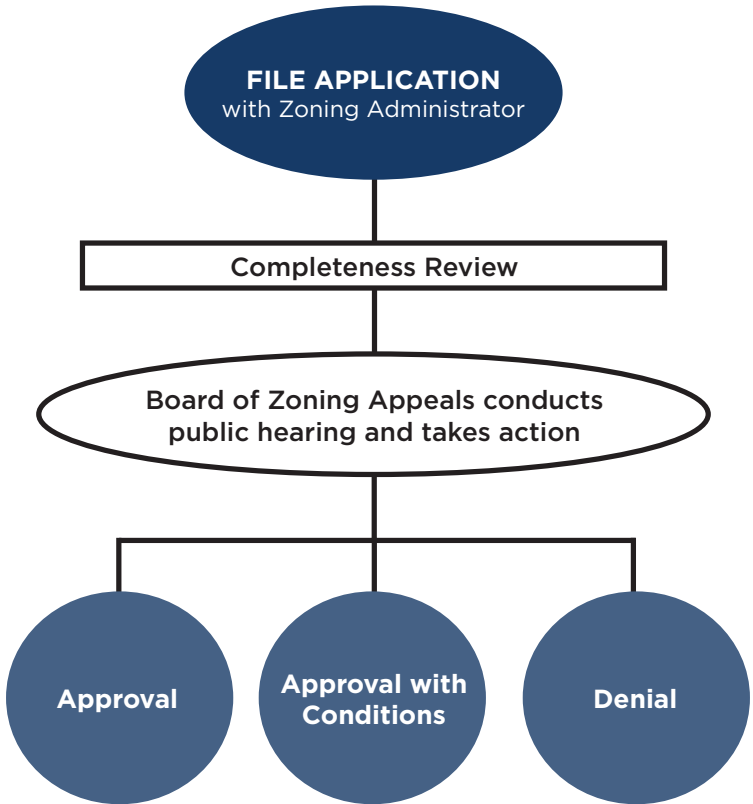 FILE APPLICATION
with Zoning Administrator
Completeness Review
Board of Zoning Appeals conducts
public hearing and takes action
Approval
Approval with
Conditions
Denial